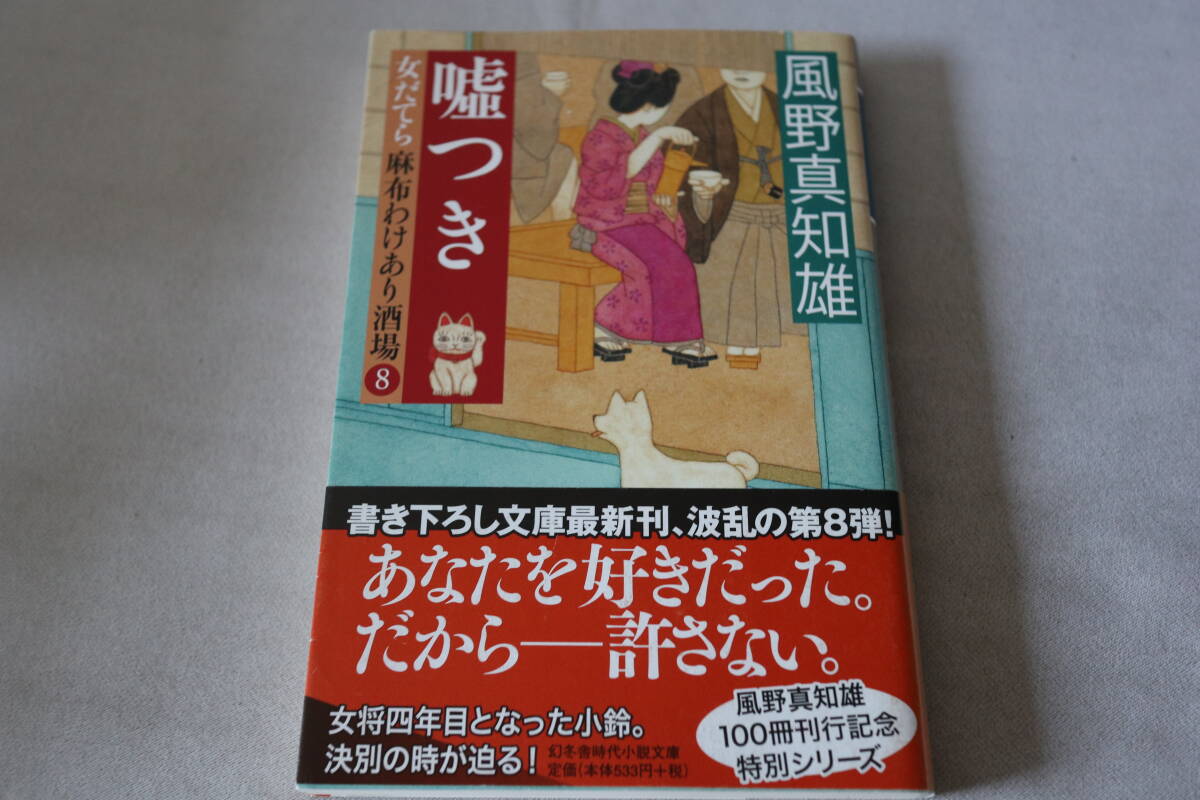 風野真知雄
嘘つき
女だてら 麻布わけあり酒場
8
書き下ろし文庫最新刊、波乱の第8弾!
あなたを好きだった。
だから――許さない。
女将四年目となった小鈴。
決別の時が迫る!
幻冬舎時代小説文庫
定価(本体533円+税)
風野真知雄
100冊刊行記念
特別シリーズ